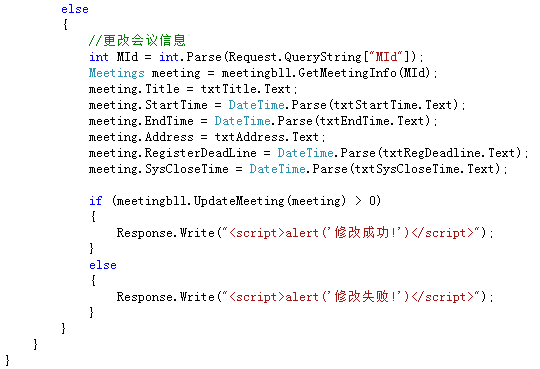 else
{
//更改会议信息
int MId = int.Parse(Request.QueryString["MId"]);
Meetings meeting = meetingbll.GetMeetingInfo(MId);
meeting.Title = txtTitle.Text;
meeting.StartTime = DateTime.Parse(txtStartTime.Text);
meeting.EndTime = DateTime.Parse(txtEndTime.Text);
meeting.Address = txtAddress.Text;
meeting.RegisterDeadLine = DateTime.Parse(txtRegDeadline.Text);
meeting.SysCloseTime = DateTime.Parse(txtSysCloseTime.Text);
if (meetingbll.UpdateMeeting(meeting) > 0)
{
Response.Write("<script>alert('修改成功!')</script>");
}
else
{
Response.Write("<script>alert('修改失败!')</script>");
}
}
}
}